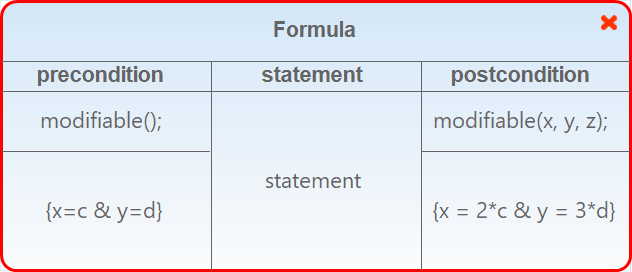 Formula
precondition statement postcondition
modifiable(); modifiable(x, y, z);
statement
{x=c & y=d} {x = 2*c & y = 3*d}